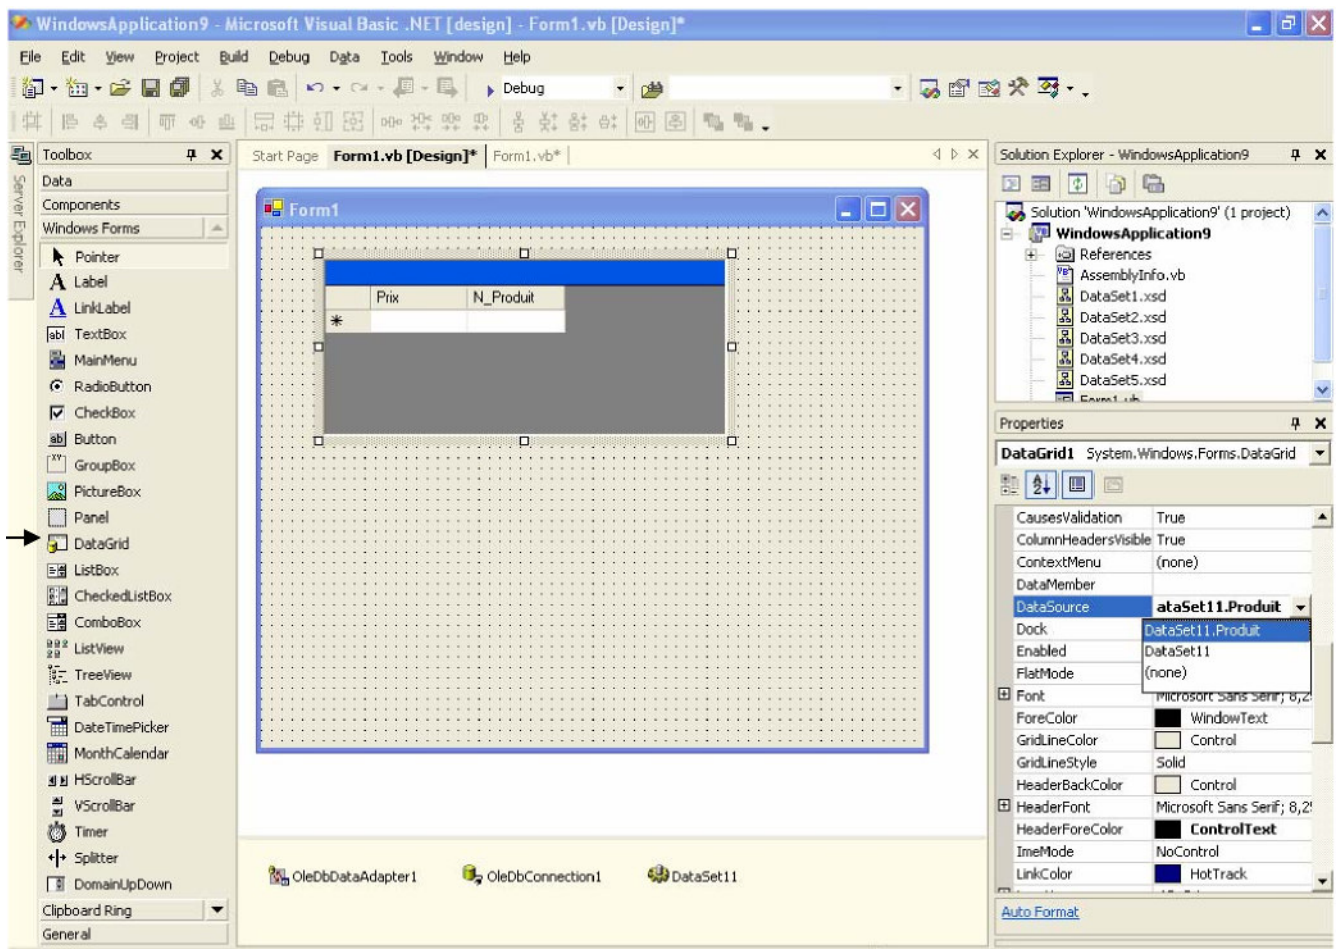 WindowsApplication9 - Microsoft Visual Basic .NET [design] - Form1.vb [Design]*
File Edit View Project Build Debug Data Tools Window Help
Debug
Server Explorer
Toolbox
Data
Components
Windows Forms
Pointer
Label
LinkLabel
TextBox
MainMenu
RadioButton
CheckBox
Button
GroupBox
PictureBox
Panel
DataGrid
ListBox
CheckedListBox
ComboBox
ListView
TreeView
TabControl
DateTimePicker
MonthCalendar
HScrollBar
VScrollBar
Timer
Splitter
DomainUpDown
Clipboard Ring
General
Start Page Form1.vb [Design]* Form1.vb*
Form1
Prix N_Produit
*
OleDbDataAdapter1 OleDbConnection1 DataSet11
Solution Explorer - WindowsApplication9
Solution 'WindowsApplication9' (1 project)
WindowsApplication9
References
AssemblyInfo.vb
DataSet1.xsd
DataSet2.xsd
DataSet3.xsd
DataSet4.xsd
DataSet5.xsd
Form1.vb
Properties
DataGrid1 System.Windows.Forms.DataGrid
CausesValidation True
ColumnHeadersVisible True
ContextMenu (none)
DataMember
DataSource ataSet11.Produit
Dock DataSet11.Produit
Enabled DataSet11
FlatMode (none)
Font Microsoft Sans Serif; 8,2
ForeColor WindowText
GridLineColor Control
GridLineStyle Solid
HeaderBackColor Control
HeaderFont Microsoft Sans Serif; 8,2
HeaderForeColor ControlText
ImeMode NoControl
LinkColor HotTrack
Auto Format